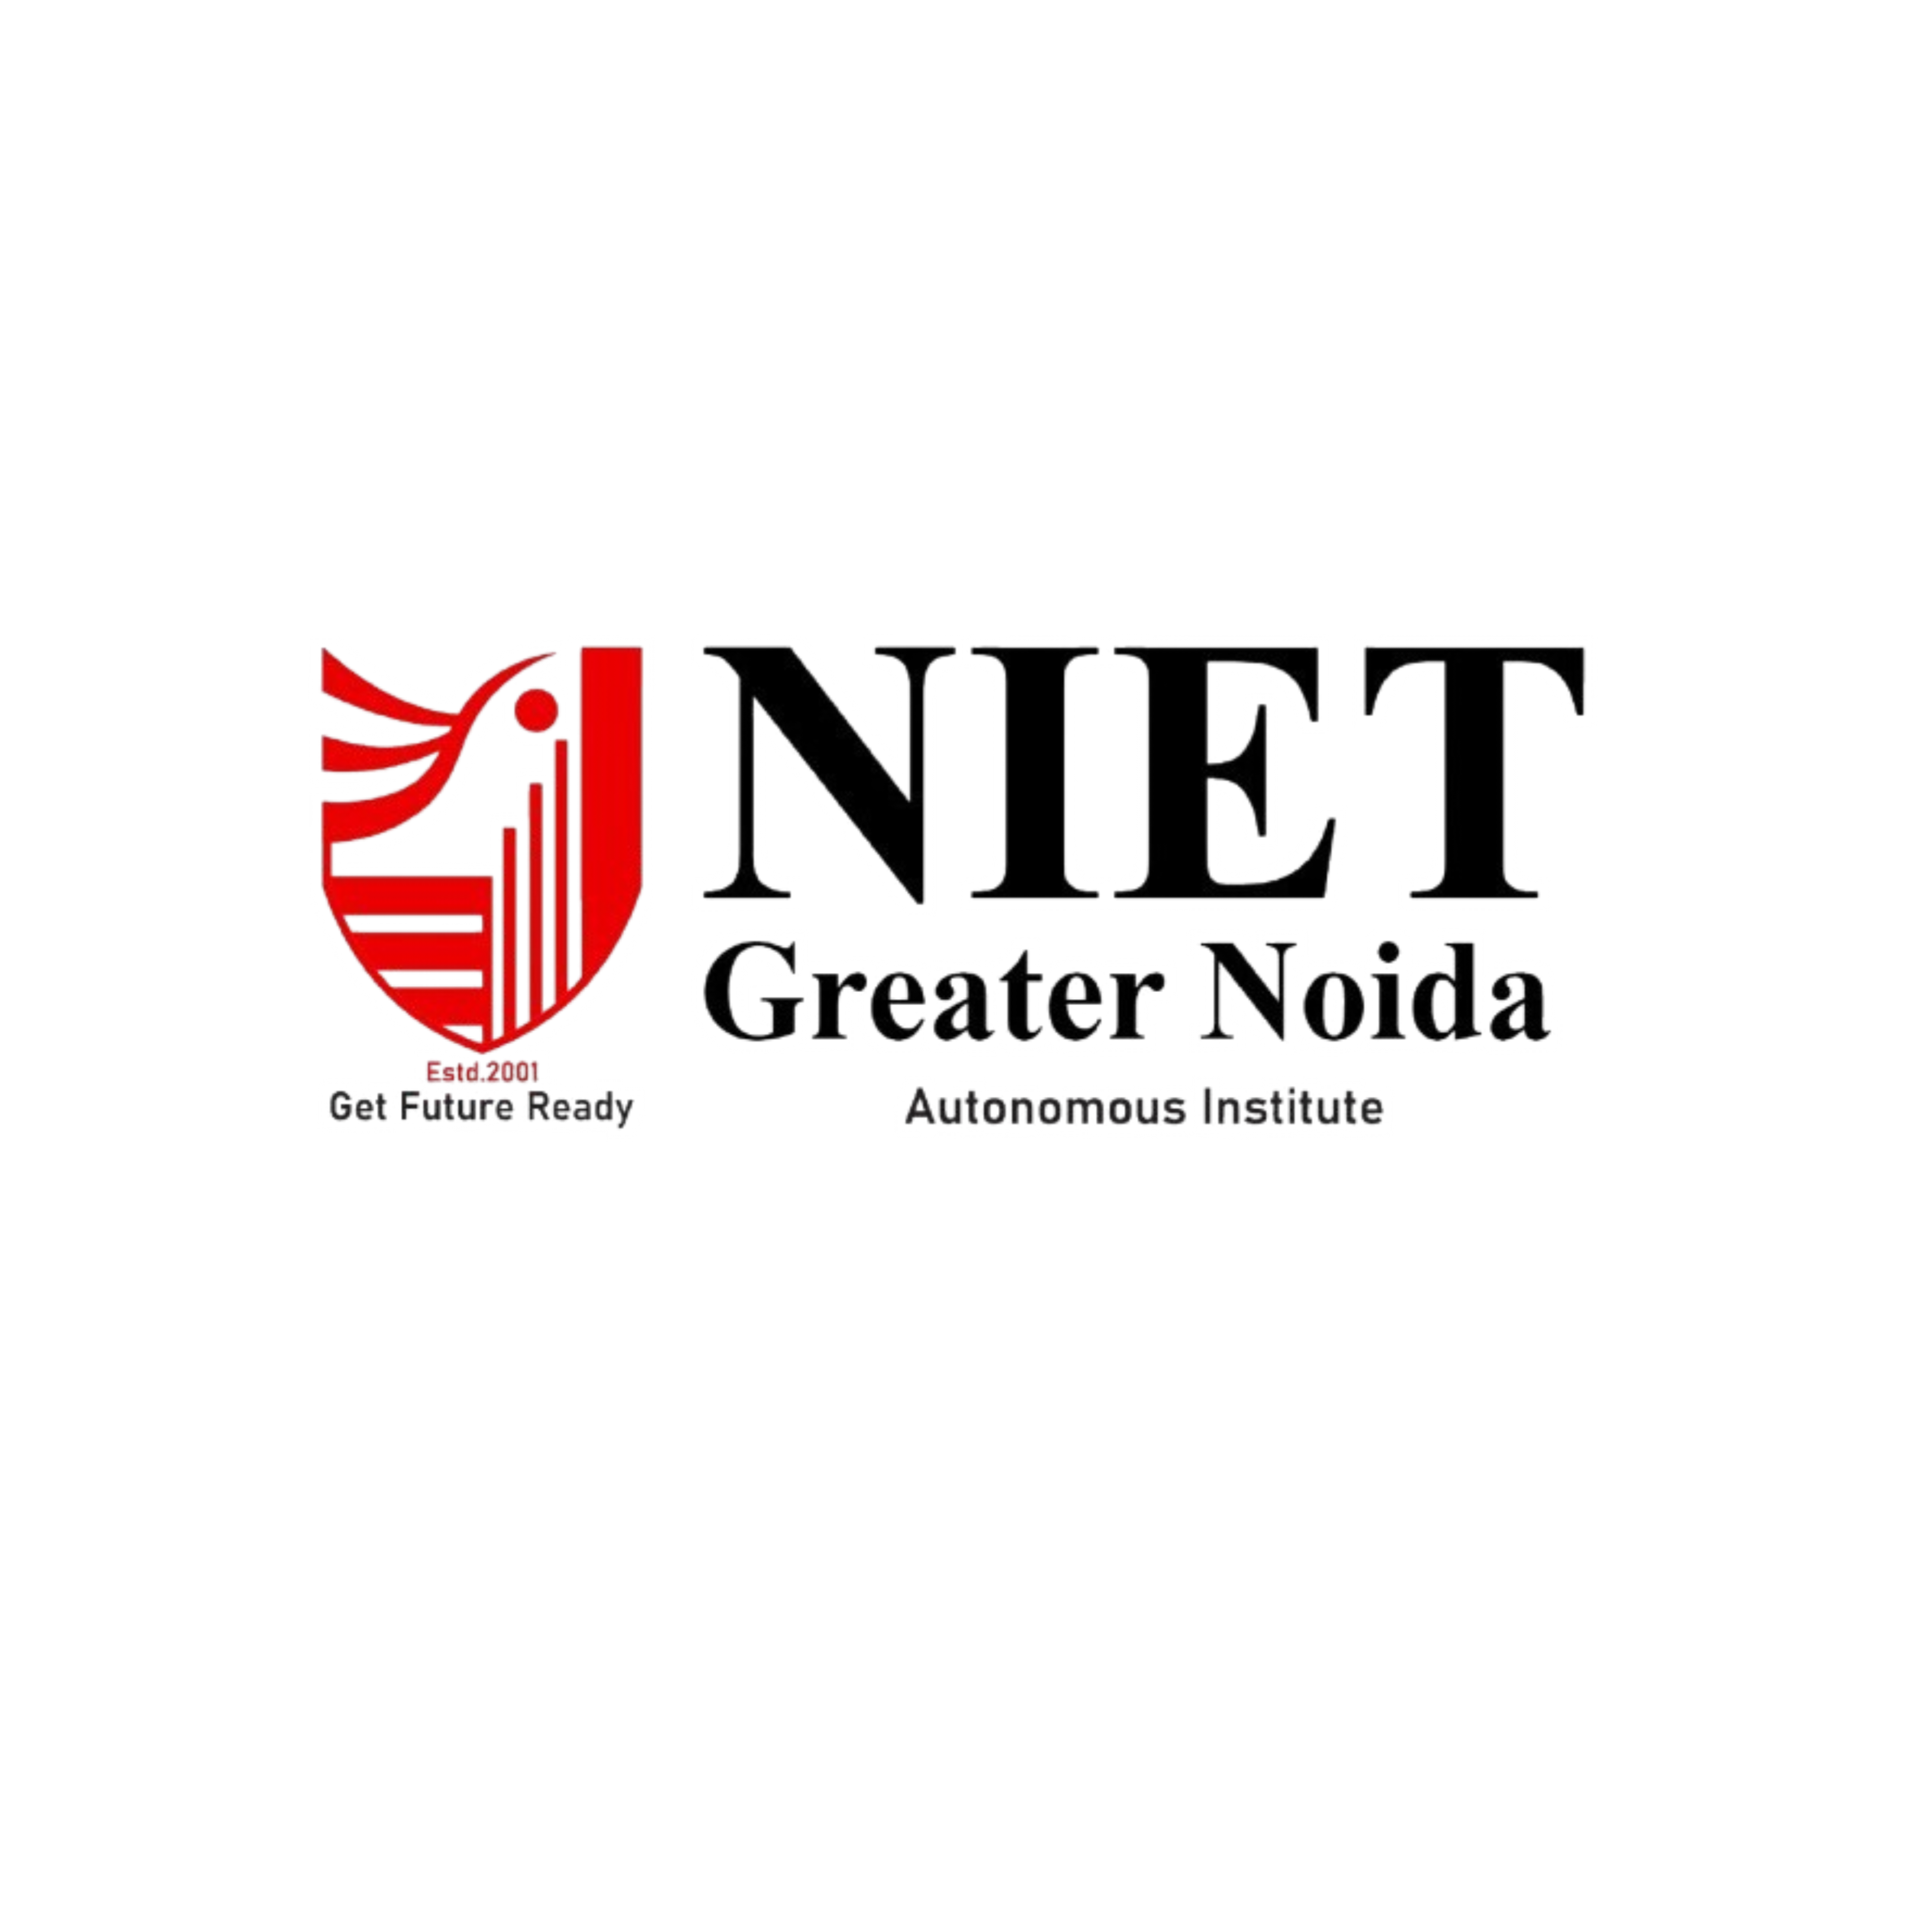 NIET
Greater Noida
Autonomous Institute
Estd.2001
Get Future Ready